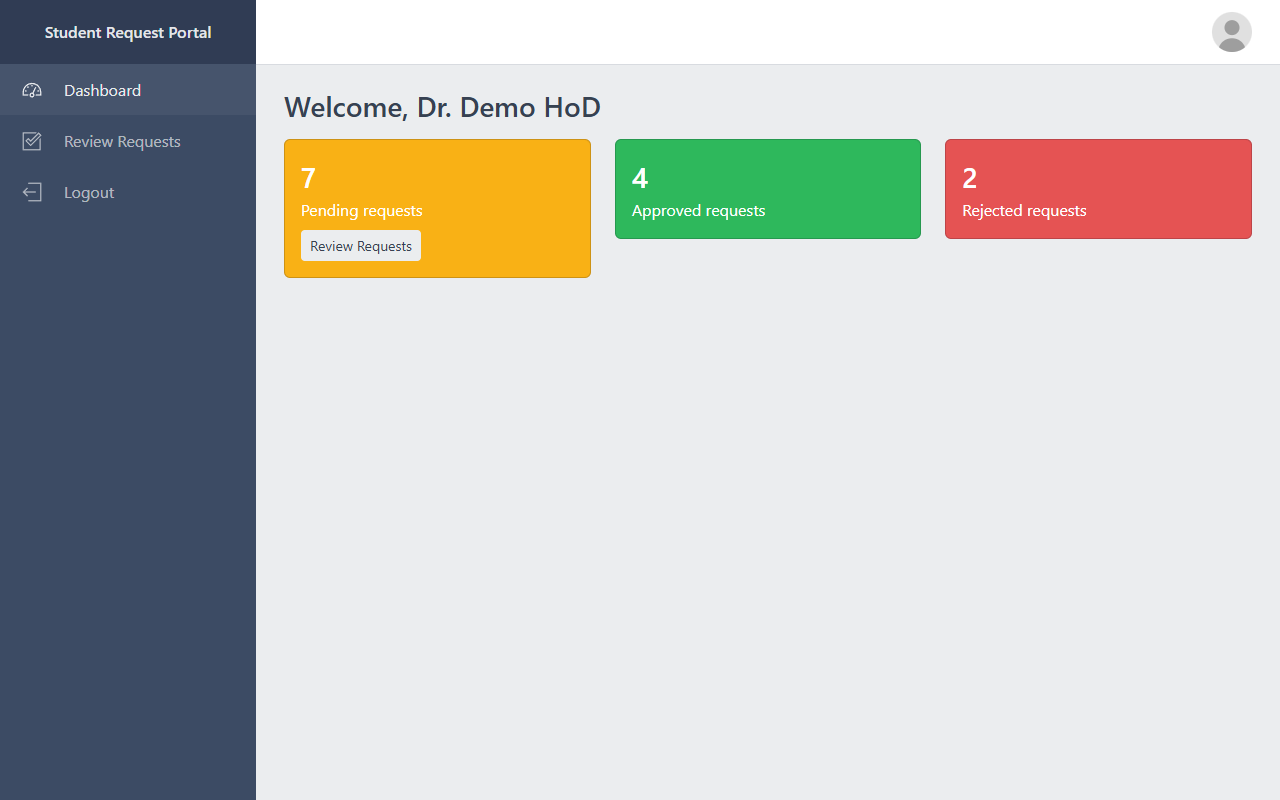 Student Request Portal
Dashboard
Review Requests
Logout
Welcome, Dr. Demo HoD
7
Pending requests
Review Requests
4
Approved requests
2
Rejected requests